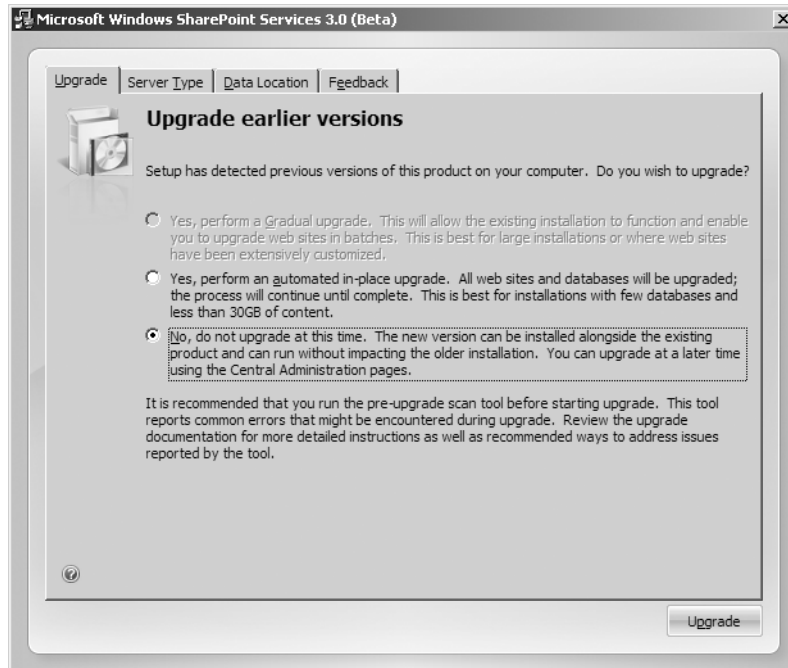 Microsoft Windows SharePoint Services 3.0 (Beta)
Upgrade Server Type Data Location Feedback
Upgrade earlier versions
Setup has detected previous versions of this product on your computer. Do you wish to upgrade?
Yes, perform a Gradual upgrade. This will allow the existing installation to function and enable
you to upgrade web sites in batches. This is best for large installations or where web sites
have been extensively customized.
Yes, perform an automated in-place upgrade. All web sites and databases will be upgraded;
the process will continue until complete. This is best for installations with few databases and
less than 30GB of content.
No, do not upgrade at this time. The new version can be installed alongside the existing
product and can run without impacting the older installation. You can upgrade at a later time
using the Central Administration pages.
It is recommended that you run the pre-upgrade scan tool before starting upgrade. This tool
reports common errors that might be encountered during upgrade. Review the upgrade
documentation for more detailed instructions as well as recommended ways to address issues
reported by the tool.
Upgrade